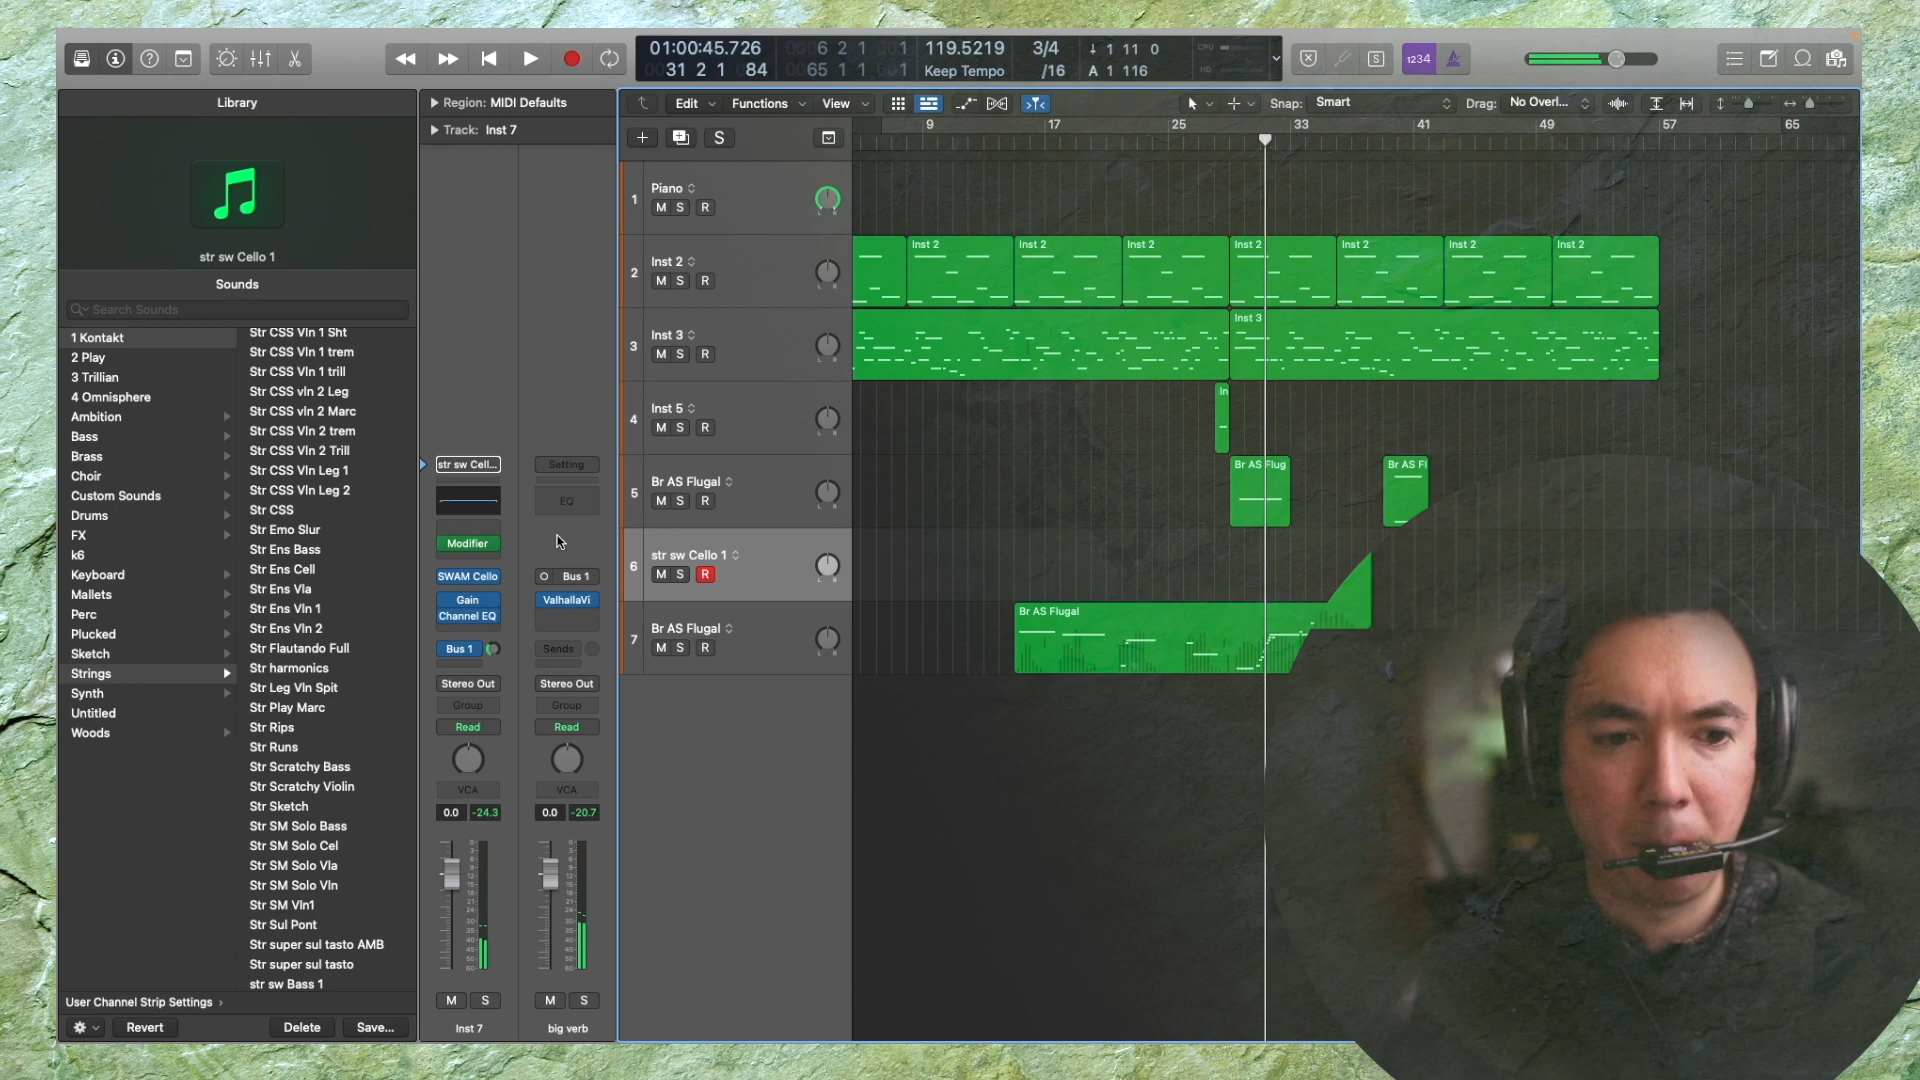 01:00:45.726
31 2 1 84
6 2 1 1
65 1 1
119.5219
Keep Tempo
3/4
/16
1 11 0
A 1 116
CPU
HD
S
1234
Library
str sw Cello 1
Sounds
Search Sounds
1 Kontakt
2 Play
3 Trillian
4 Omnisphere
Ambition
Bass
Brass
Choir
Custom Sounds
Drums
FX
k6
Keyboard
Mallets
Perc
Plucked
Sketch
Strings
Synth
Untitled
Woods
Str CSS Vln 1 Sht
Str CSS Vln 1 trem
Str CSS Vln 1 trill
Str CSS vln 2 Leg
Str CSS vln 2 Marc
Str CSS Vln 2 trem
Str CSS Vln 2 Trill
Str CSS Vln Leg 1
Str CSS Vln Leg 2
Str CSS
Str Emo Slur
Str Ens Bass
Str Ens Cell
Str Ens Vla
Str Ens Vln 1
Str Ens Vln 2
Str Flautando Full
Str harmonics
Str Leg Vln Spit
Str Play Marc
Str Rips
Str Runs
Str Scratchy Bass
Str Scratchy Violin
Str Sketch
Str SM Solo Bass
Str SM Solo Cel
Str SM Solo Vla
Str SM Solo Vln
Str SM Vln1
Str Sul Pont
Str super sul tasto AMB
Str super sul tasto
str sw Bass 1
User Channel Strip Settings
Revert
Delete
Save...
Region: MIDI Defaults
Track: Inst 7
str sw Cell...
Modifier
SWAM Cello
Gain
Channel EQ
Bus 1
Stereo Out
Group
Read
VCA
0.0 -24.3
M S
Inst 7
Setting
EQ
Bus 1
ValhallaVi
Sends
Stereo Out
Group
Read
VCA
0.0 -20.7
M S
big verb
Edit
Functions
View
Snap: Smart
Drag: No Overl...
S
9 17 25 33 41 49 57 65
1 Piano
M S R
2 Inst 2
M S R
3 Inst 3
M S R
4 Inst 5
M S R
5 Br AS Flugal
M S R
6 str sw Cello 1
M S R
7 Br AS Flugal
M S R
Inst 2 Inst 2 Inst 2 Inst 2 Inst 2 Inst 2 Inst 2
Inst 3
In
Br AS Flug
Br AS Fl
Br AS Flugal